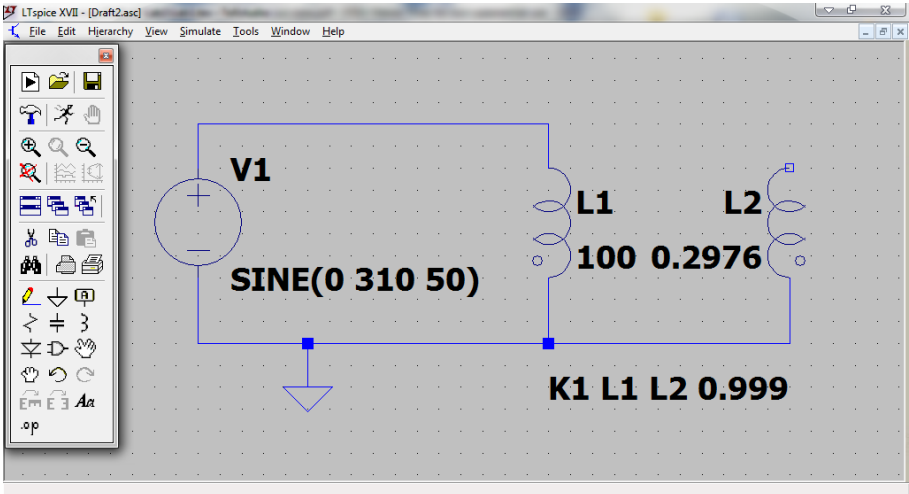 LTspice XVII - [Draft2.asc]
File Edit Hierarchy View Simulate Tools Window Help
V1
SINE(0 310 50)
L1
100
L2
0.2976
K1 L1 L2 0.999
A
E
E
Aa
.op